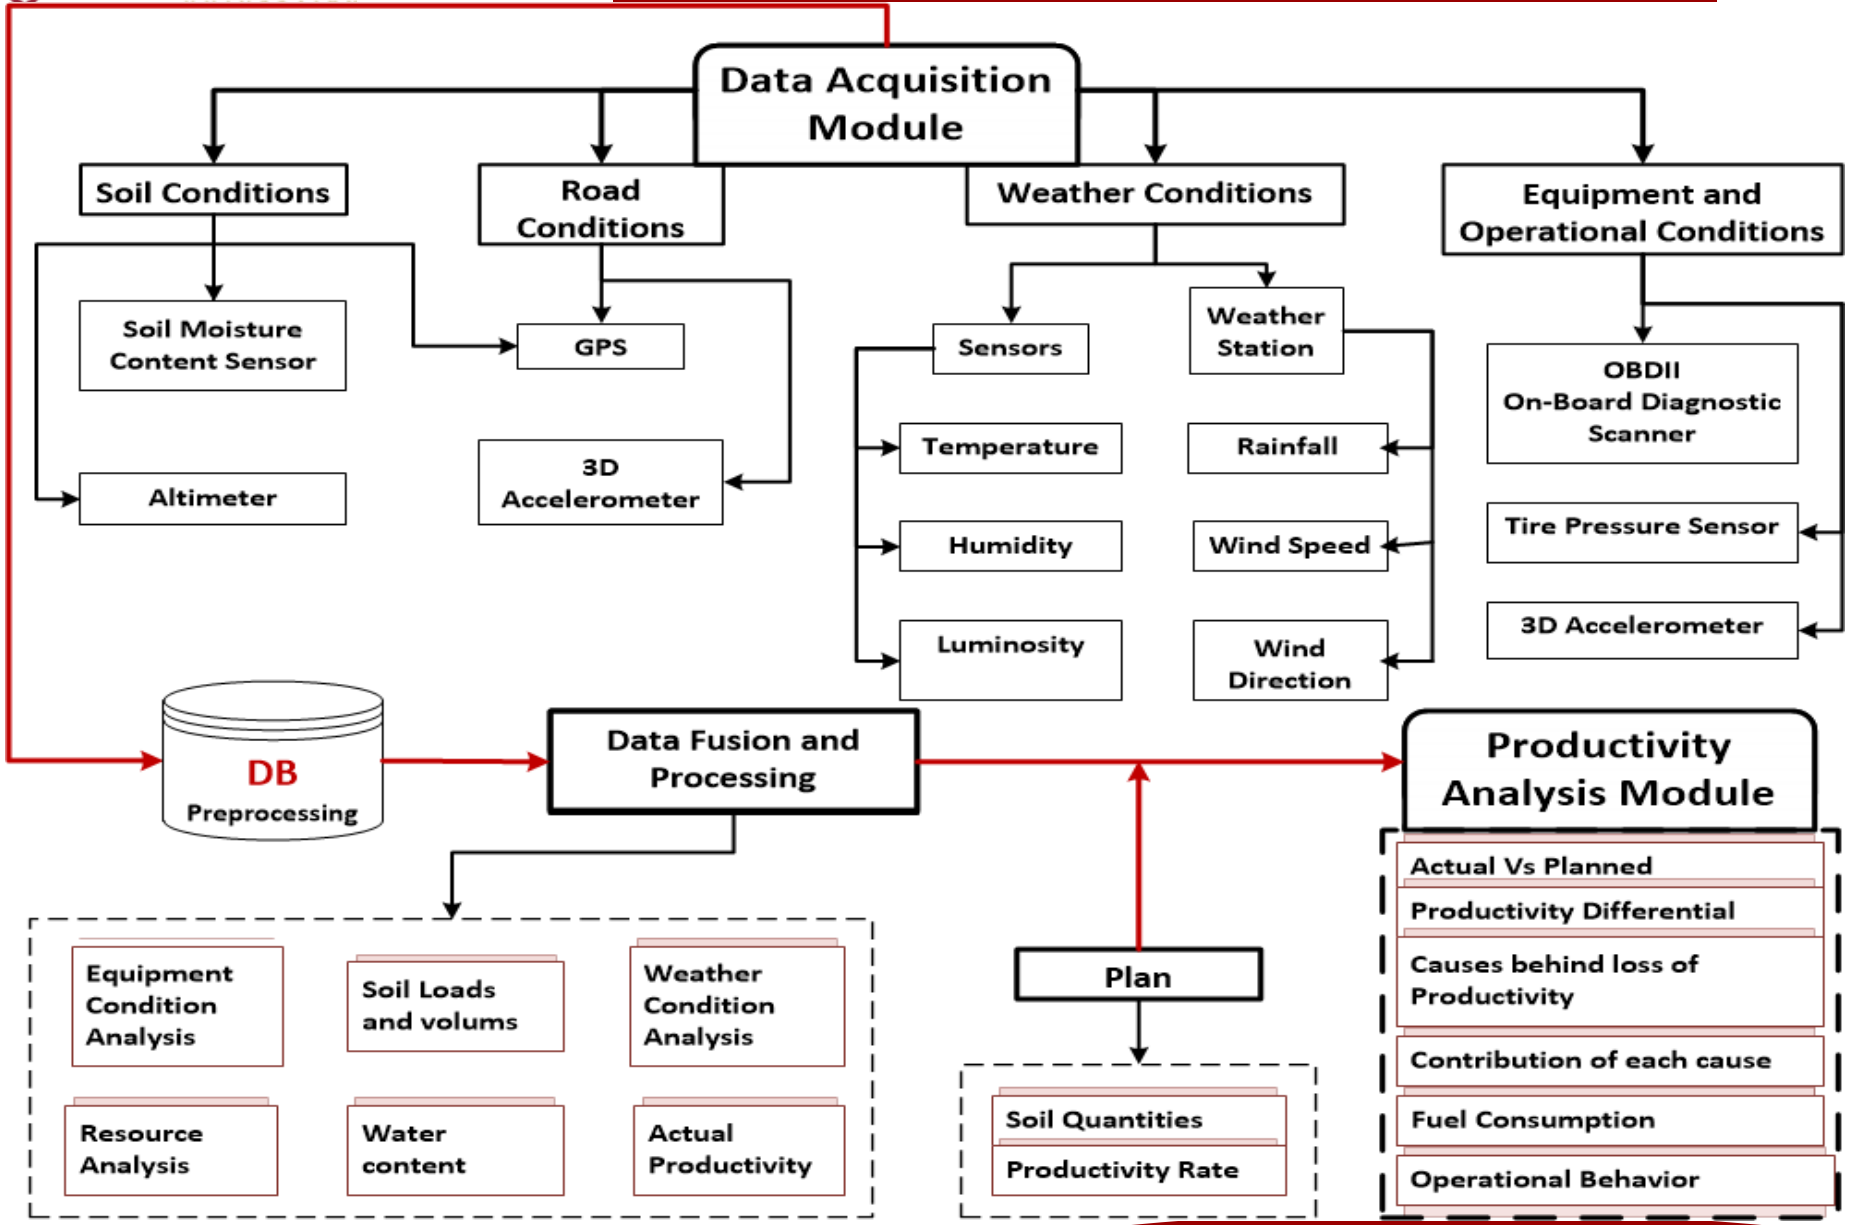 Data Acquisition
Module
Soil Conditions
Road
Conditions
Weather Conditions
Equipment and
Operational Conditions
Soil Moisture
Content Sensor
GPS
Sensors
Weather
Station
OBDII
On-Board Diagnostic
Scanner
Altimeter
3D
Accelerometer
Temperature
Rainfall
Tire Pressure Sensor
Humidity
Wind Speed
3D Accelerometer
Luminosity
Wind
Direction
DB
Preprocessing
Data Fusion and
Processing
Productivity
Analysis Module
Actual Vs Planned
Productivity Differential
Causes behind loss of
Productivity
Contribution of each cause
Fuel Consumption
Operational Behavior
Equipment
Condition
Analysis
Soil Loads
and volums
Weather
Condition
Analysis
Resource
Analysis
Water
content
Actual
Productivity
Plan
Soil Quantities
Productivity Rate